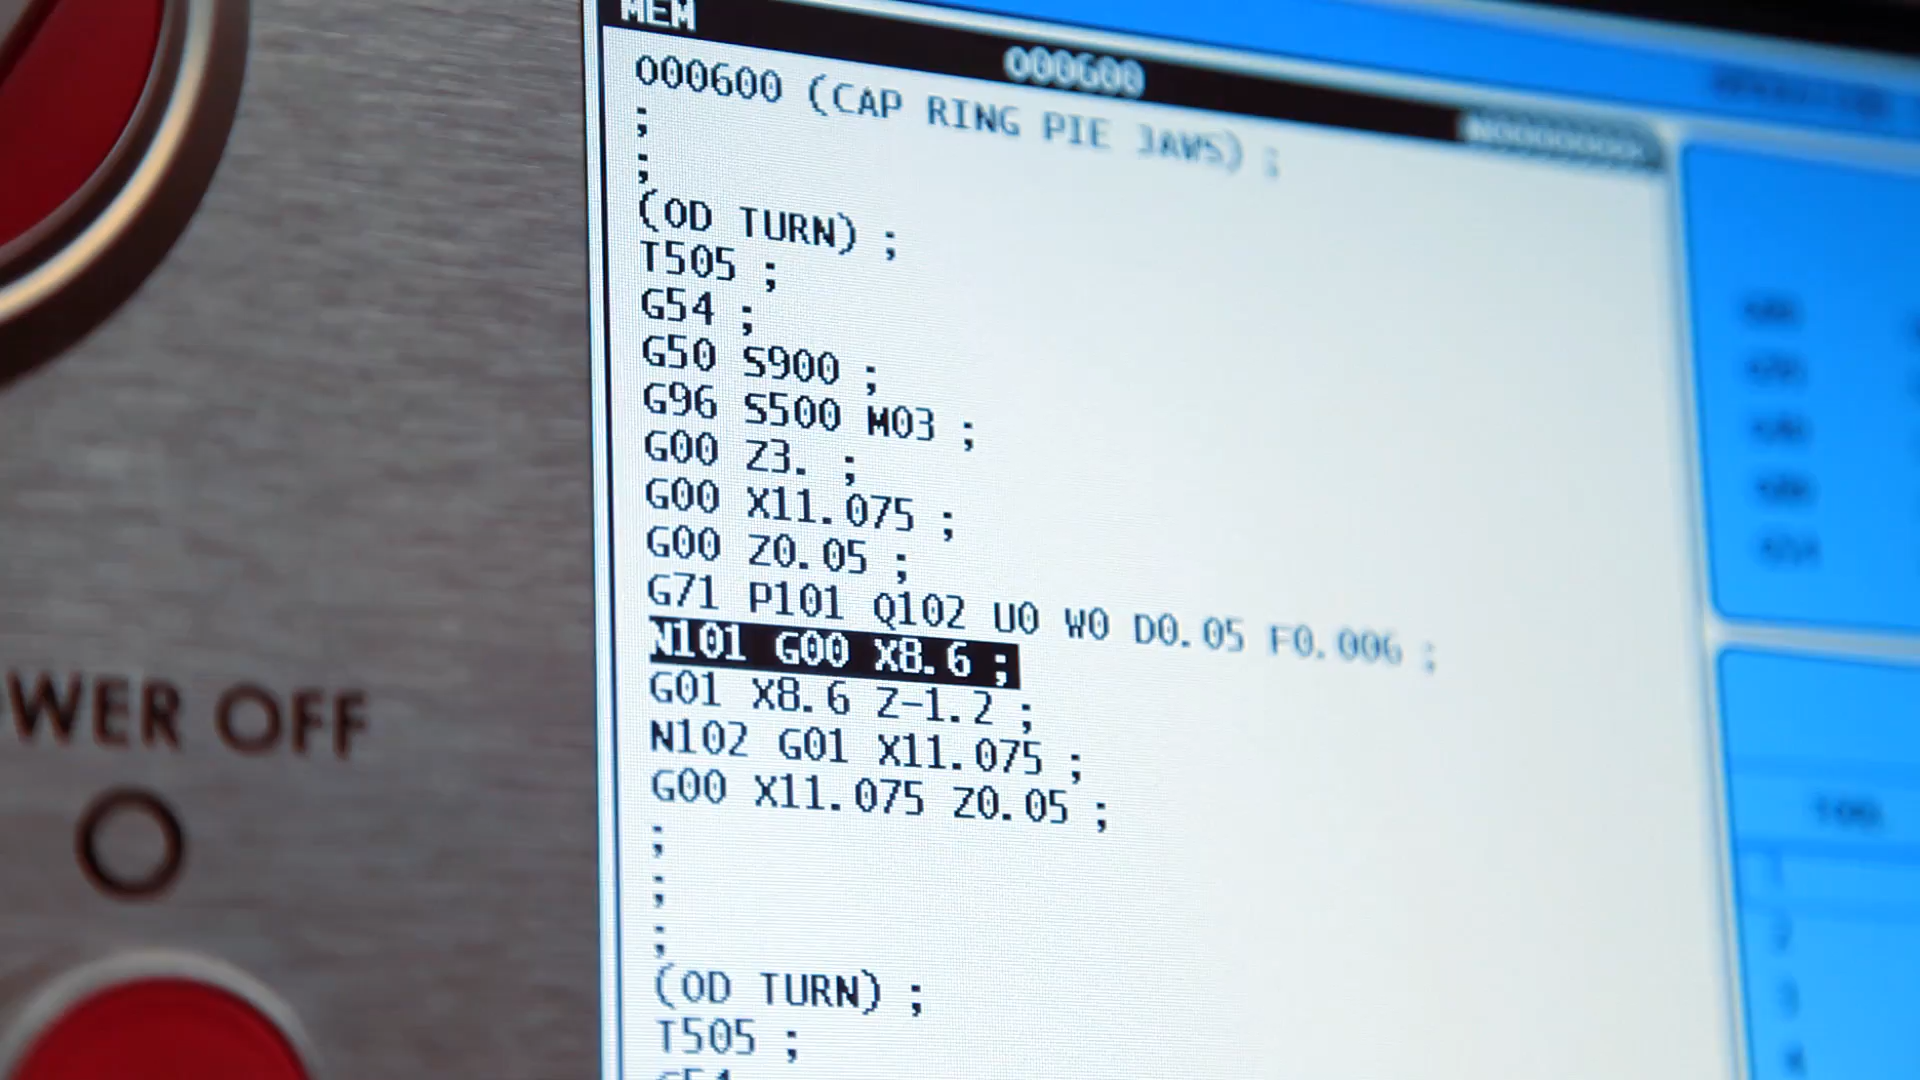 MEM
O00600
O00600 (CAP RING PIE JAWS) ;
;
;
(OD TURN) ;
T505 ;
G54 ;
G50 S900 ;
G96 S500 M03 ;
G00 Z3. ;
G00 X11.075 ;
G00 Z0.05 ;
G71 P101 Q102 U0 W0 D0.05 F0.006 ;
N101 G00 X8.6 ;
G01 X8.6 Z-1.2 ;
N102 G01 X11.075 ;
G00 X11.075 Z0.05 ;
;
;
;
(OD TURN) ;
T505 ;
G54
OWER OFF